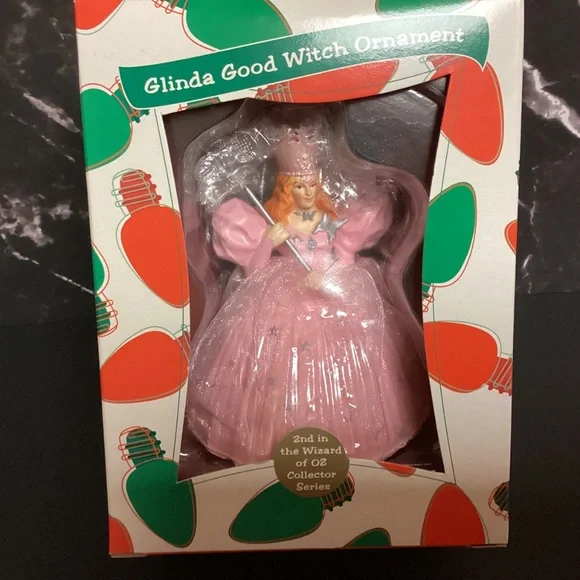 Glinda Good Witch Ornament
2nd in
the Wizard
of OZ
Collector
Series